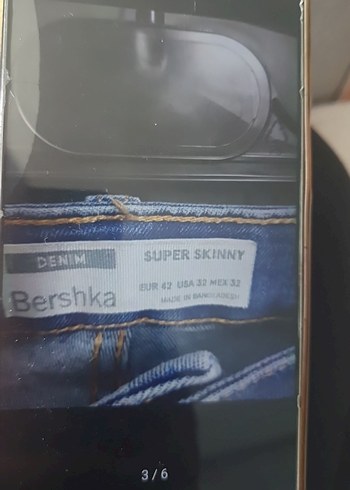 DENIM
SUPER SKINNY
Bershka
EUR 42 USA 32 MEX 32
MADE IN BANGLADESH
3/6